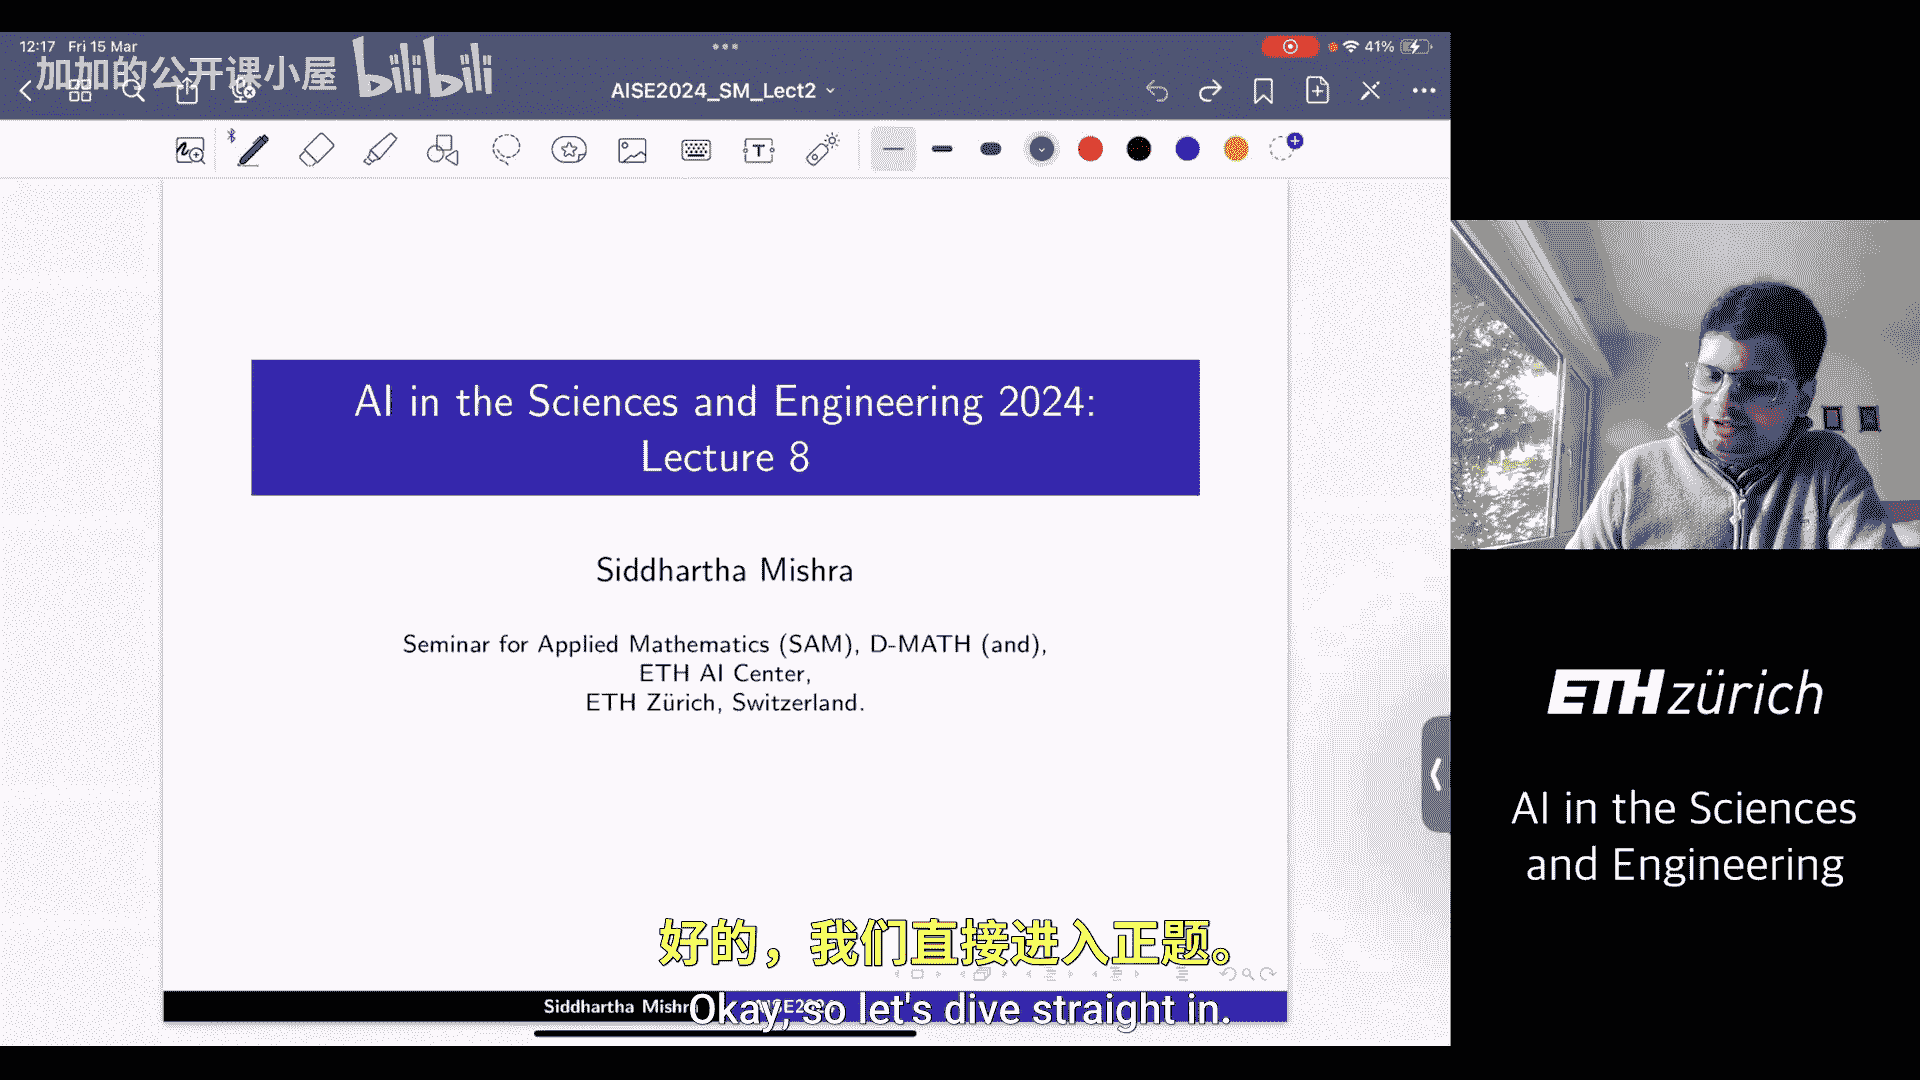 12:17 Fri 15 Mar
41%
加加的公开课小屋 bilibili
AISE2024_SM_Lect2
T
AI in the Sciences and Engineering 2024:
Lecture 8
Siddhartha Mishra
Seminar for Applied Mathematics (SAM), D-MATH (and),
ETH AI Center,
ETH Zürich, Switzerland.
ETH zürich
AI in the Sciences
and Engineering
好的，我们直接进入正题。
Siddhartha Mishr
Okay, so let's dive straight in.